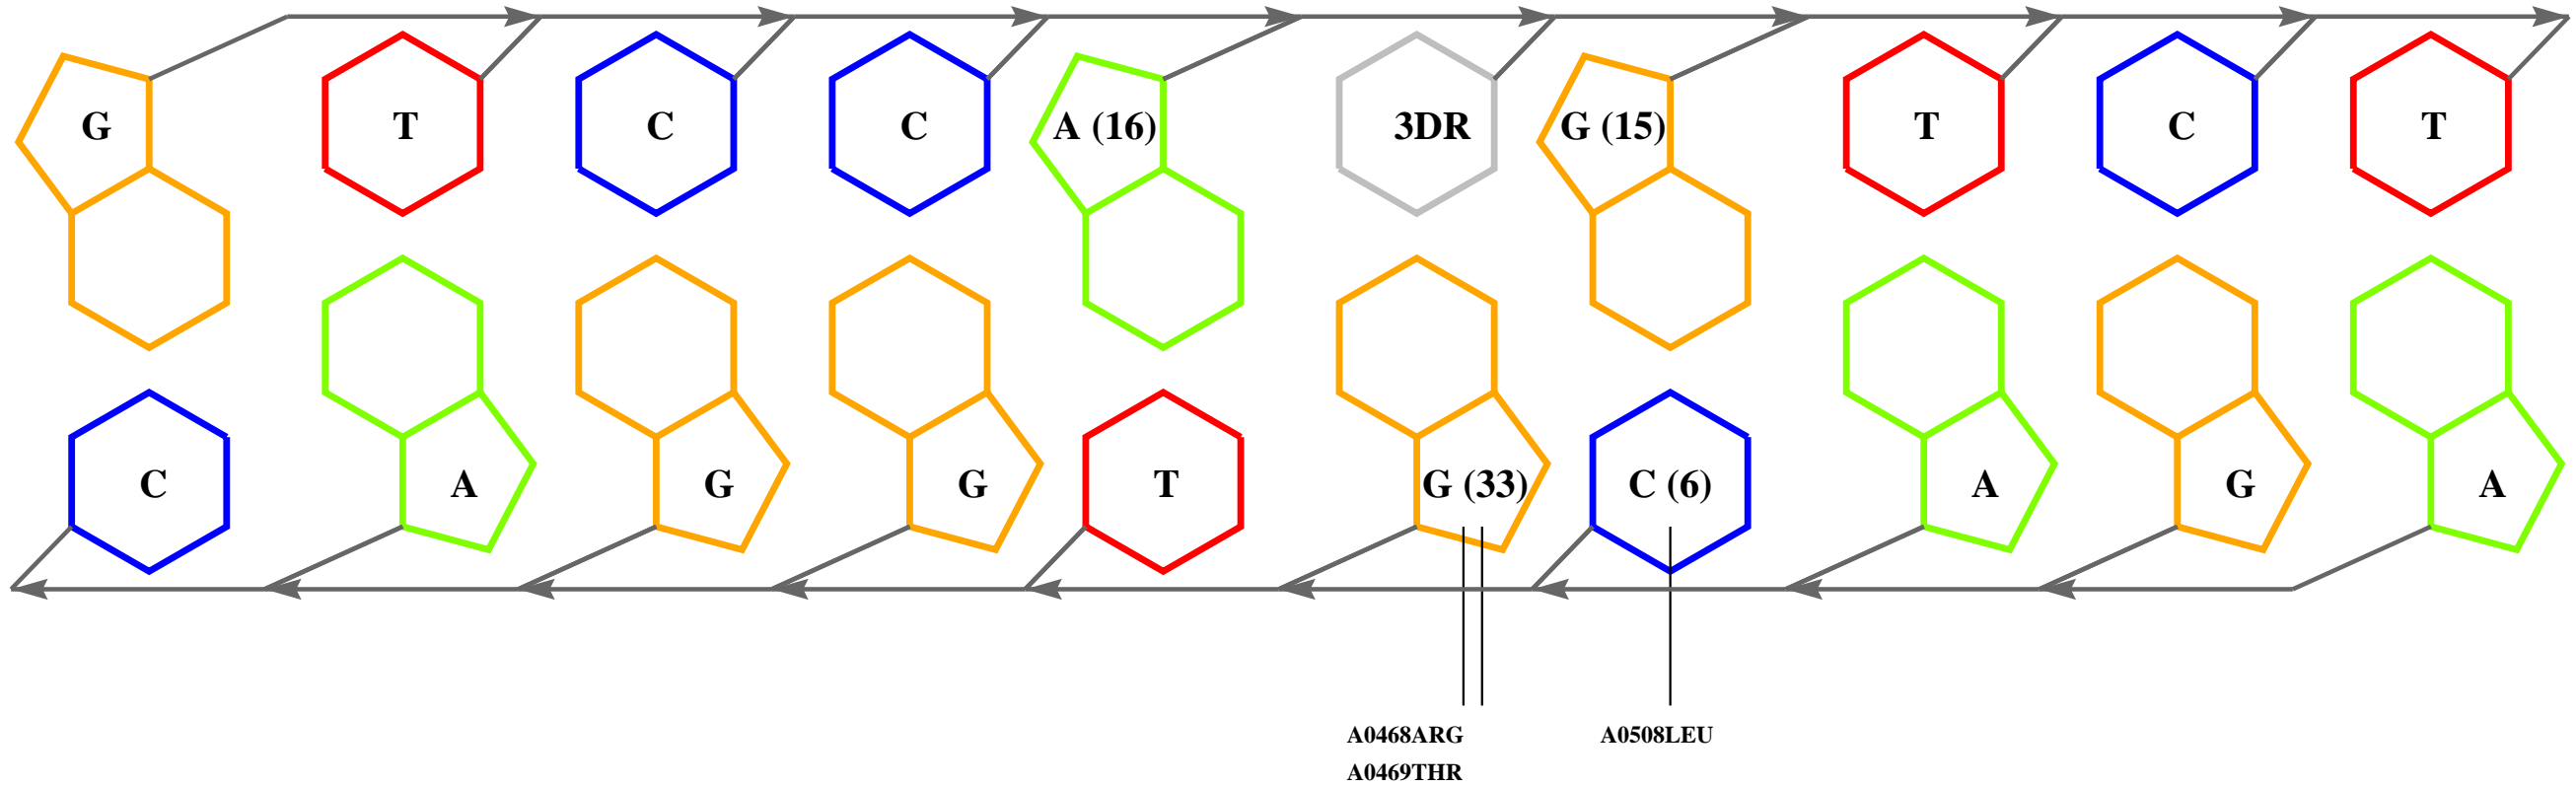 G T C C A (16) 3DR G (15) T C T
C A G G T G (33) C (6) A G A
A0468ARG A0508LEU
A0469THR